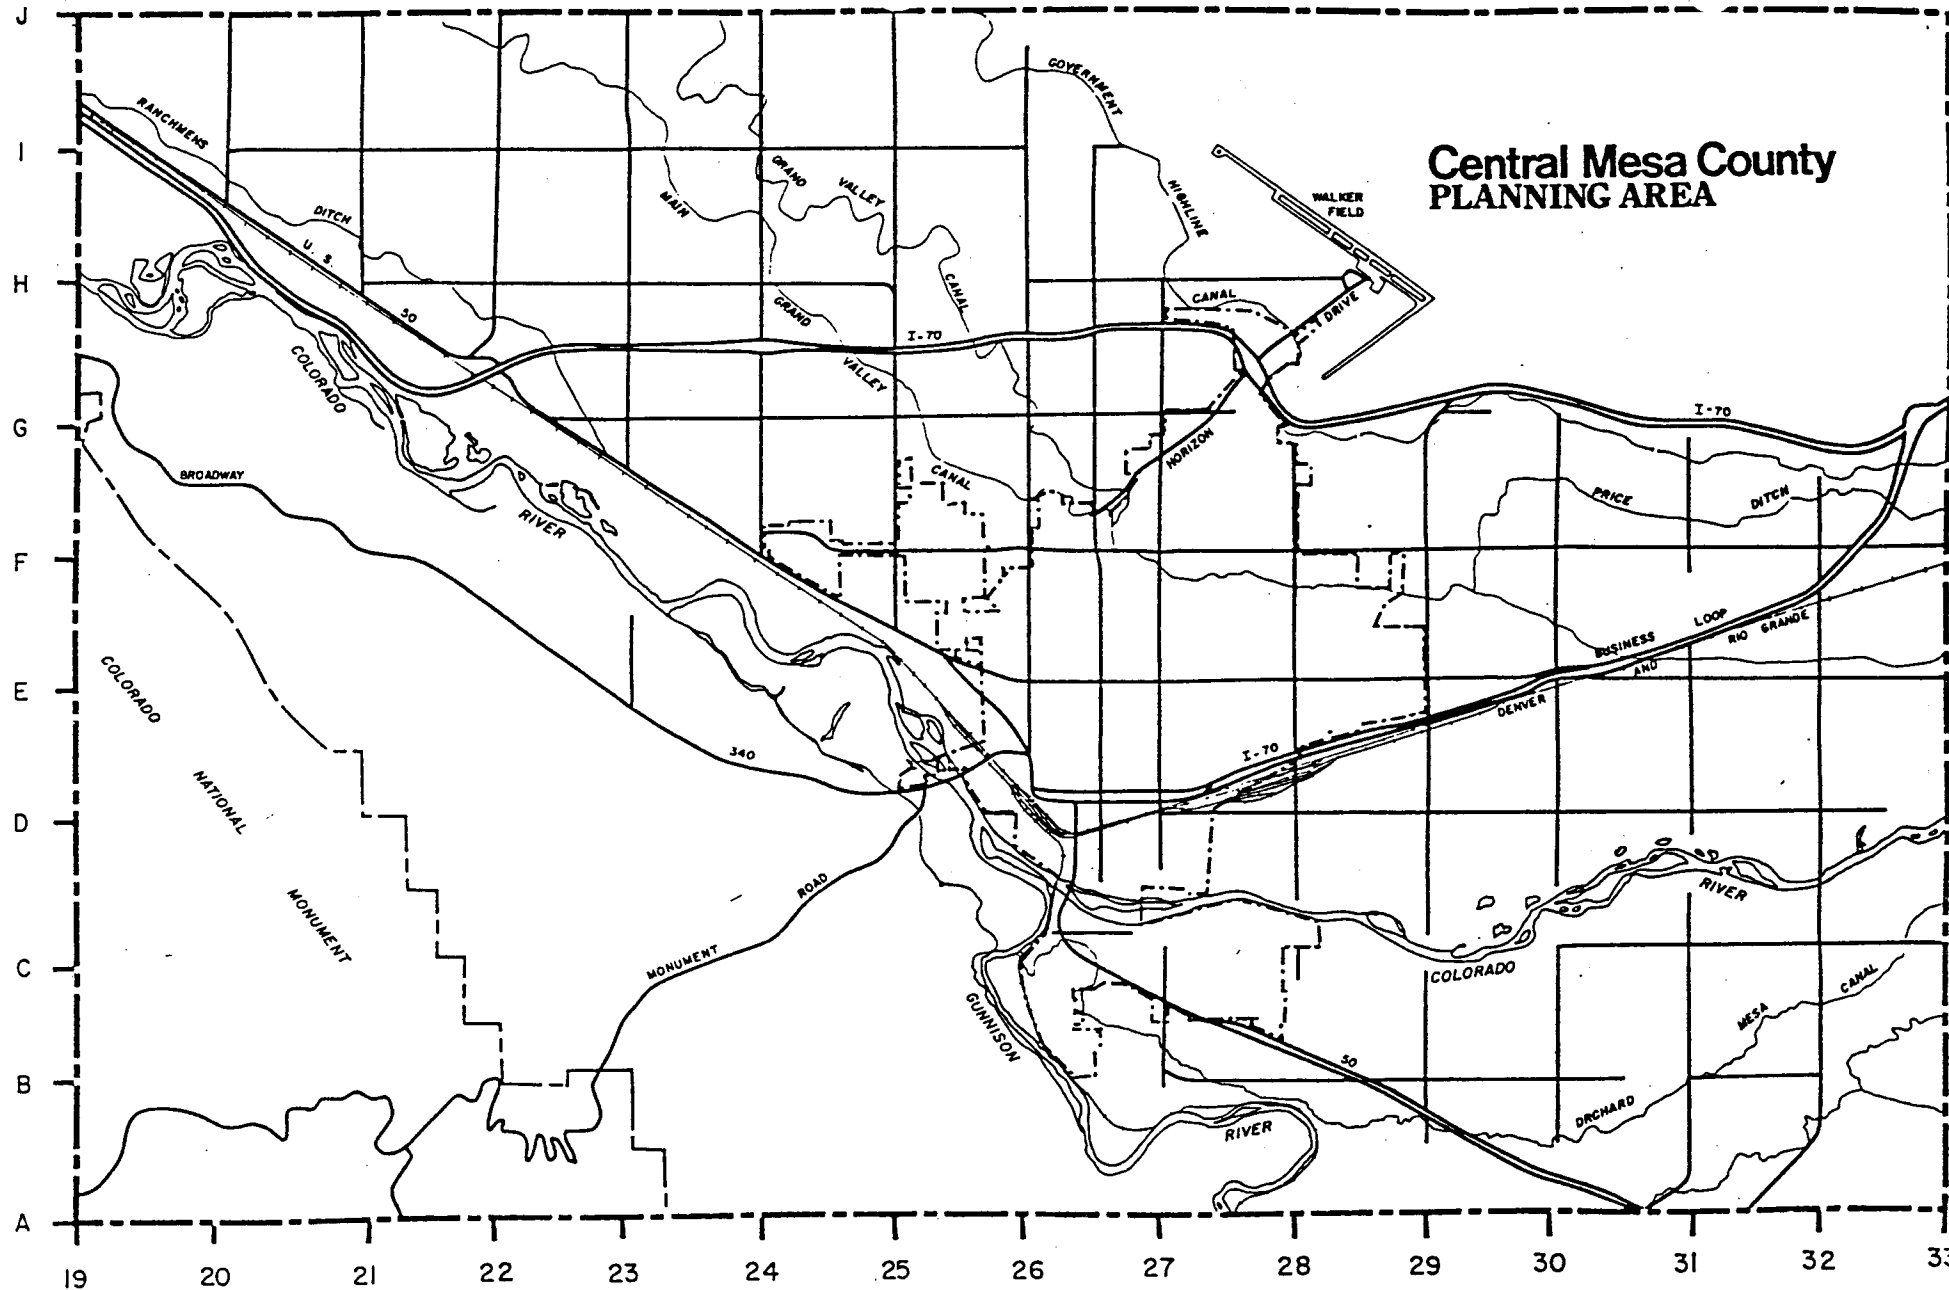 J
I
H
G
F
E
D
C
B
A
19
20
21
22
23
24
25
26
27
28
29
30
31
32
Central Mesa County
PLANNING AREA
GOVERNMENT
HIGHLINE
CANAL
RANCHMENS
DITCH
MAIN
GRAND
VALLEY
CANAL
WALKER
FIELD
U. S.
50
DRIVE
I-70
GRAND
VALLEY
CANAL
HORIZON
I-70
COLORADO
RIVER
BROADWAY
PRICE
DITCH
LOOP
BUSINESS
RIO GRANDE
AND
DENVER
I-70
COLORADO
NATIONAL
MONUMENT
340
ROAD
MONUMENT
RIVER
COLORADO
GUNNISON
RIVER
50
MESA
CANAL
ORCHARD